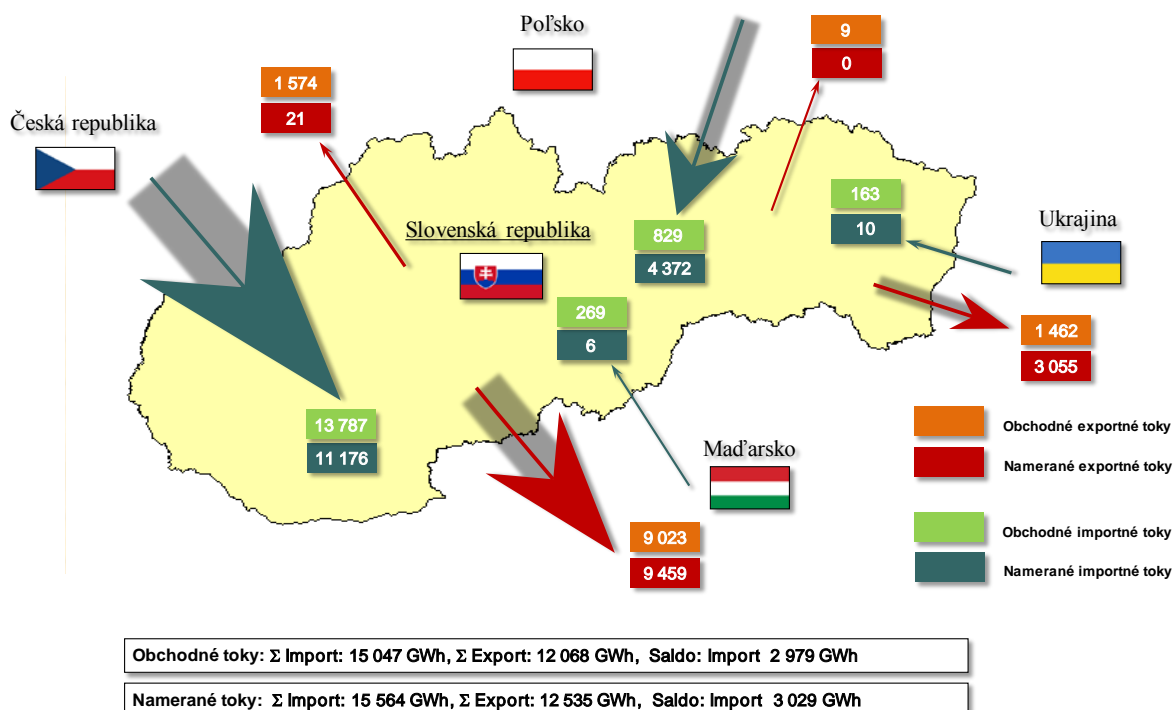 Poľsko
9
0
1 574
21
Česká republika
163
10
Ukrajina
Slovenská republika
829
4 372
269
6
1 462
3 055
13 787
11 176
Maďarsko
9 023
9 459
Obchodné exportné toky
Namerané exportné toky
Obchodné importné toky
Namerané importné toky
Obchodné toky: Σ Import: 15 047 GWh, Σ Export: 12 068 GWh, Saldo: Import 2 979 GWh
Namerané toky: Σ Import: 15 564 GWh, Σ Export: 12 535 GWh, Saldo: Import 3 029 GWh